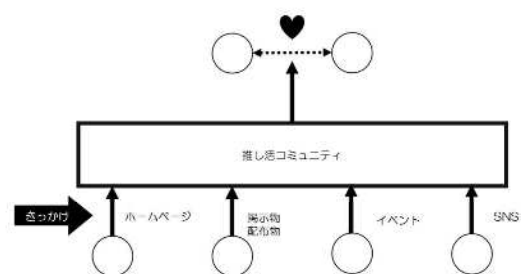 推し活コミュニティ
きっかけ
ホームページ
掲示物
配布物
イベント
SNS